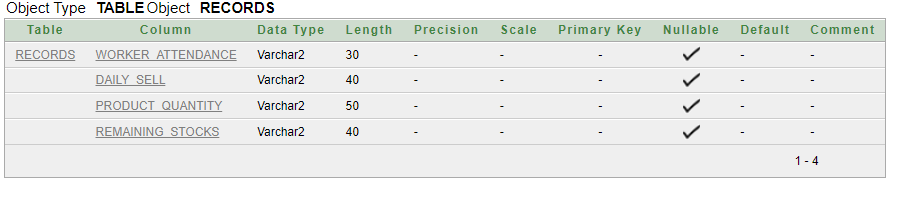 Object Type TABLE Object RECORDS
Table Column Data Type Length Precision Scale Primary Key Nullable Default Comment
RECORDS WORKER_ATTENDANCE Varchar2 30 - - - ✓ - -
DAILY_SELL Varchar2 40 - - - ✓ - -
PRODUCT_QUANTITY Varchar2 50 - - - ✓ - -
REMAINING_STOCKS Varchar2 40 - - - ✓ - -
1 - 4